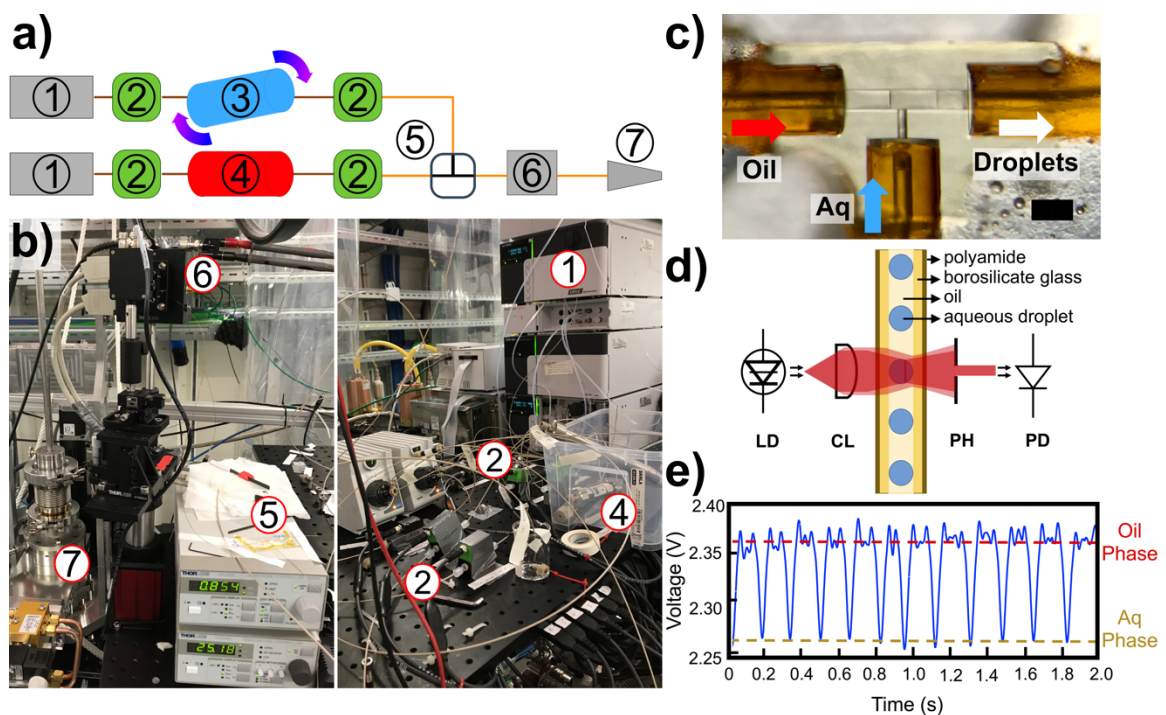 a)
① ② ③ ②
⑤ ⑦
① ② ④ ② ⑥
b)
⑥ ①
② ④
⑤
⑦ ②
THOR
0.854
THOR
25.18
c)
Oil
Droplets
Aq
d)
polyamide
borosilicate glass
oil
aqueous droplet
LD CL PH PD
e)
Voltage (V)
2.40
2.35
2.30
2.25
0 0.2 0.4 0.6 0.8 1.0 1.2 1.4 1.6 1.8 2.0
Time (s)
Oil
Phase
Aq
Phase